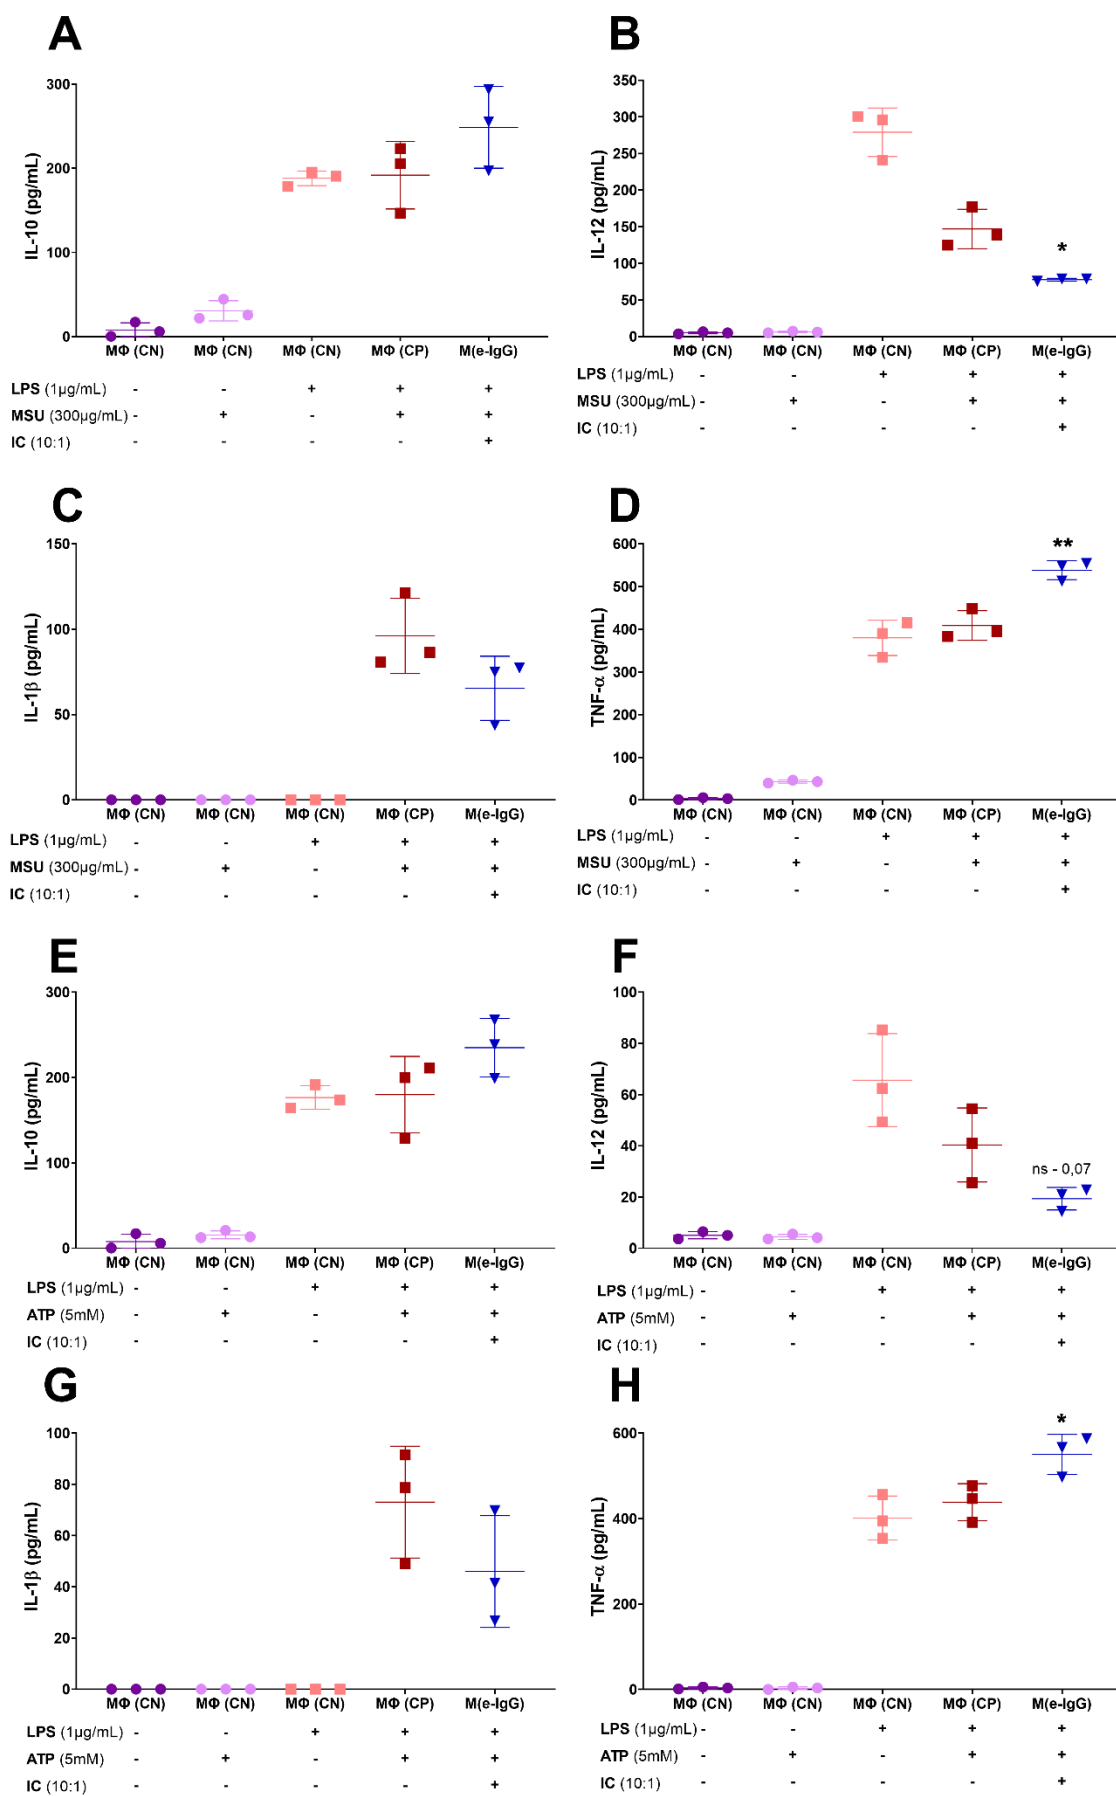 A
IL-10 (pg/mL)
300
200
100
0
MΦ (CN) MΦ (CN) MΦ (CN) MΦ (CP) M(e-IgG)
LPS (1µg/mL) - - + + +
MSU (300µg/mL) - + - + +
IC (10:1) - - - - +
B
IL-12 (pg/mL)
350
300
250
200
150
100
50
0
*
MΦ (CN) MΦ (CN) MΦ (CN) MΦ (CP) M(e-IgG)
LPS (1µg/mL) - - + + +
MSU (300µg/mL) - + - + +
IC (10:1) - - - - +
C
IL-1β (pg/mL)
150
100
50
0
MΦ (CN) MΦ (CN) MΦ (CN) MΦ (CP) M(e-IgG)
LPS (1µg/mL) - - + + +
MSU (300µg/mL) - + - + +
IC (10:1) - - - - +
D
TNF-α (pg/mL)
600
500
400
300
200
100
0
**
MΦ (CN) MΦ (CN) MΦ (CN) MΦ (CP) M(e-IgG)
LPS (1µg/mL) - - + + +
MSU (300µg/mL) - + - + +
IC (10:1) - - - - +
E
IL-10 (pg/mL)
300
200
100
0
MΦ (CN) MΦ (CN) MΦ (CN) MΦ (CP) M(e-IgG)
LPS (1µg/mL) - - + + +
ATP (5mM) - + - + +
IC (10:1) - - - - +
F
IL-12 (pg/mL)
100
80
60
40
20
0
ns - 0,07
MΦ (CN) MΦ (CN) MΦ (CN) MΦ (CP) M(e-IgG)
LPS (1µg/mL) - - + + +
ATP (5mM) - + - + +
IC (10:1) - - - - +
G
IL-1β (pg/mL)
100
80
60
40
20
0
MΦ (CN) MΦ (CN) MΦ (CN) MΦ (CP) M(e-IgG)
LPS (1µg/mL) - - + + +
ATP (5mM) - + - + +
IC (10:1) - - - - +
H
TNF-α (pg/mL)
600
400
200
0
*
MΦ (CN) MΦ (CN) MΦ (CN) MΦ (CP) M(e-IgG)
LPS (1µg/mL) - - + + +
ATP (5mM) - + - + +
IC (10:1) - - - - +